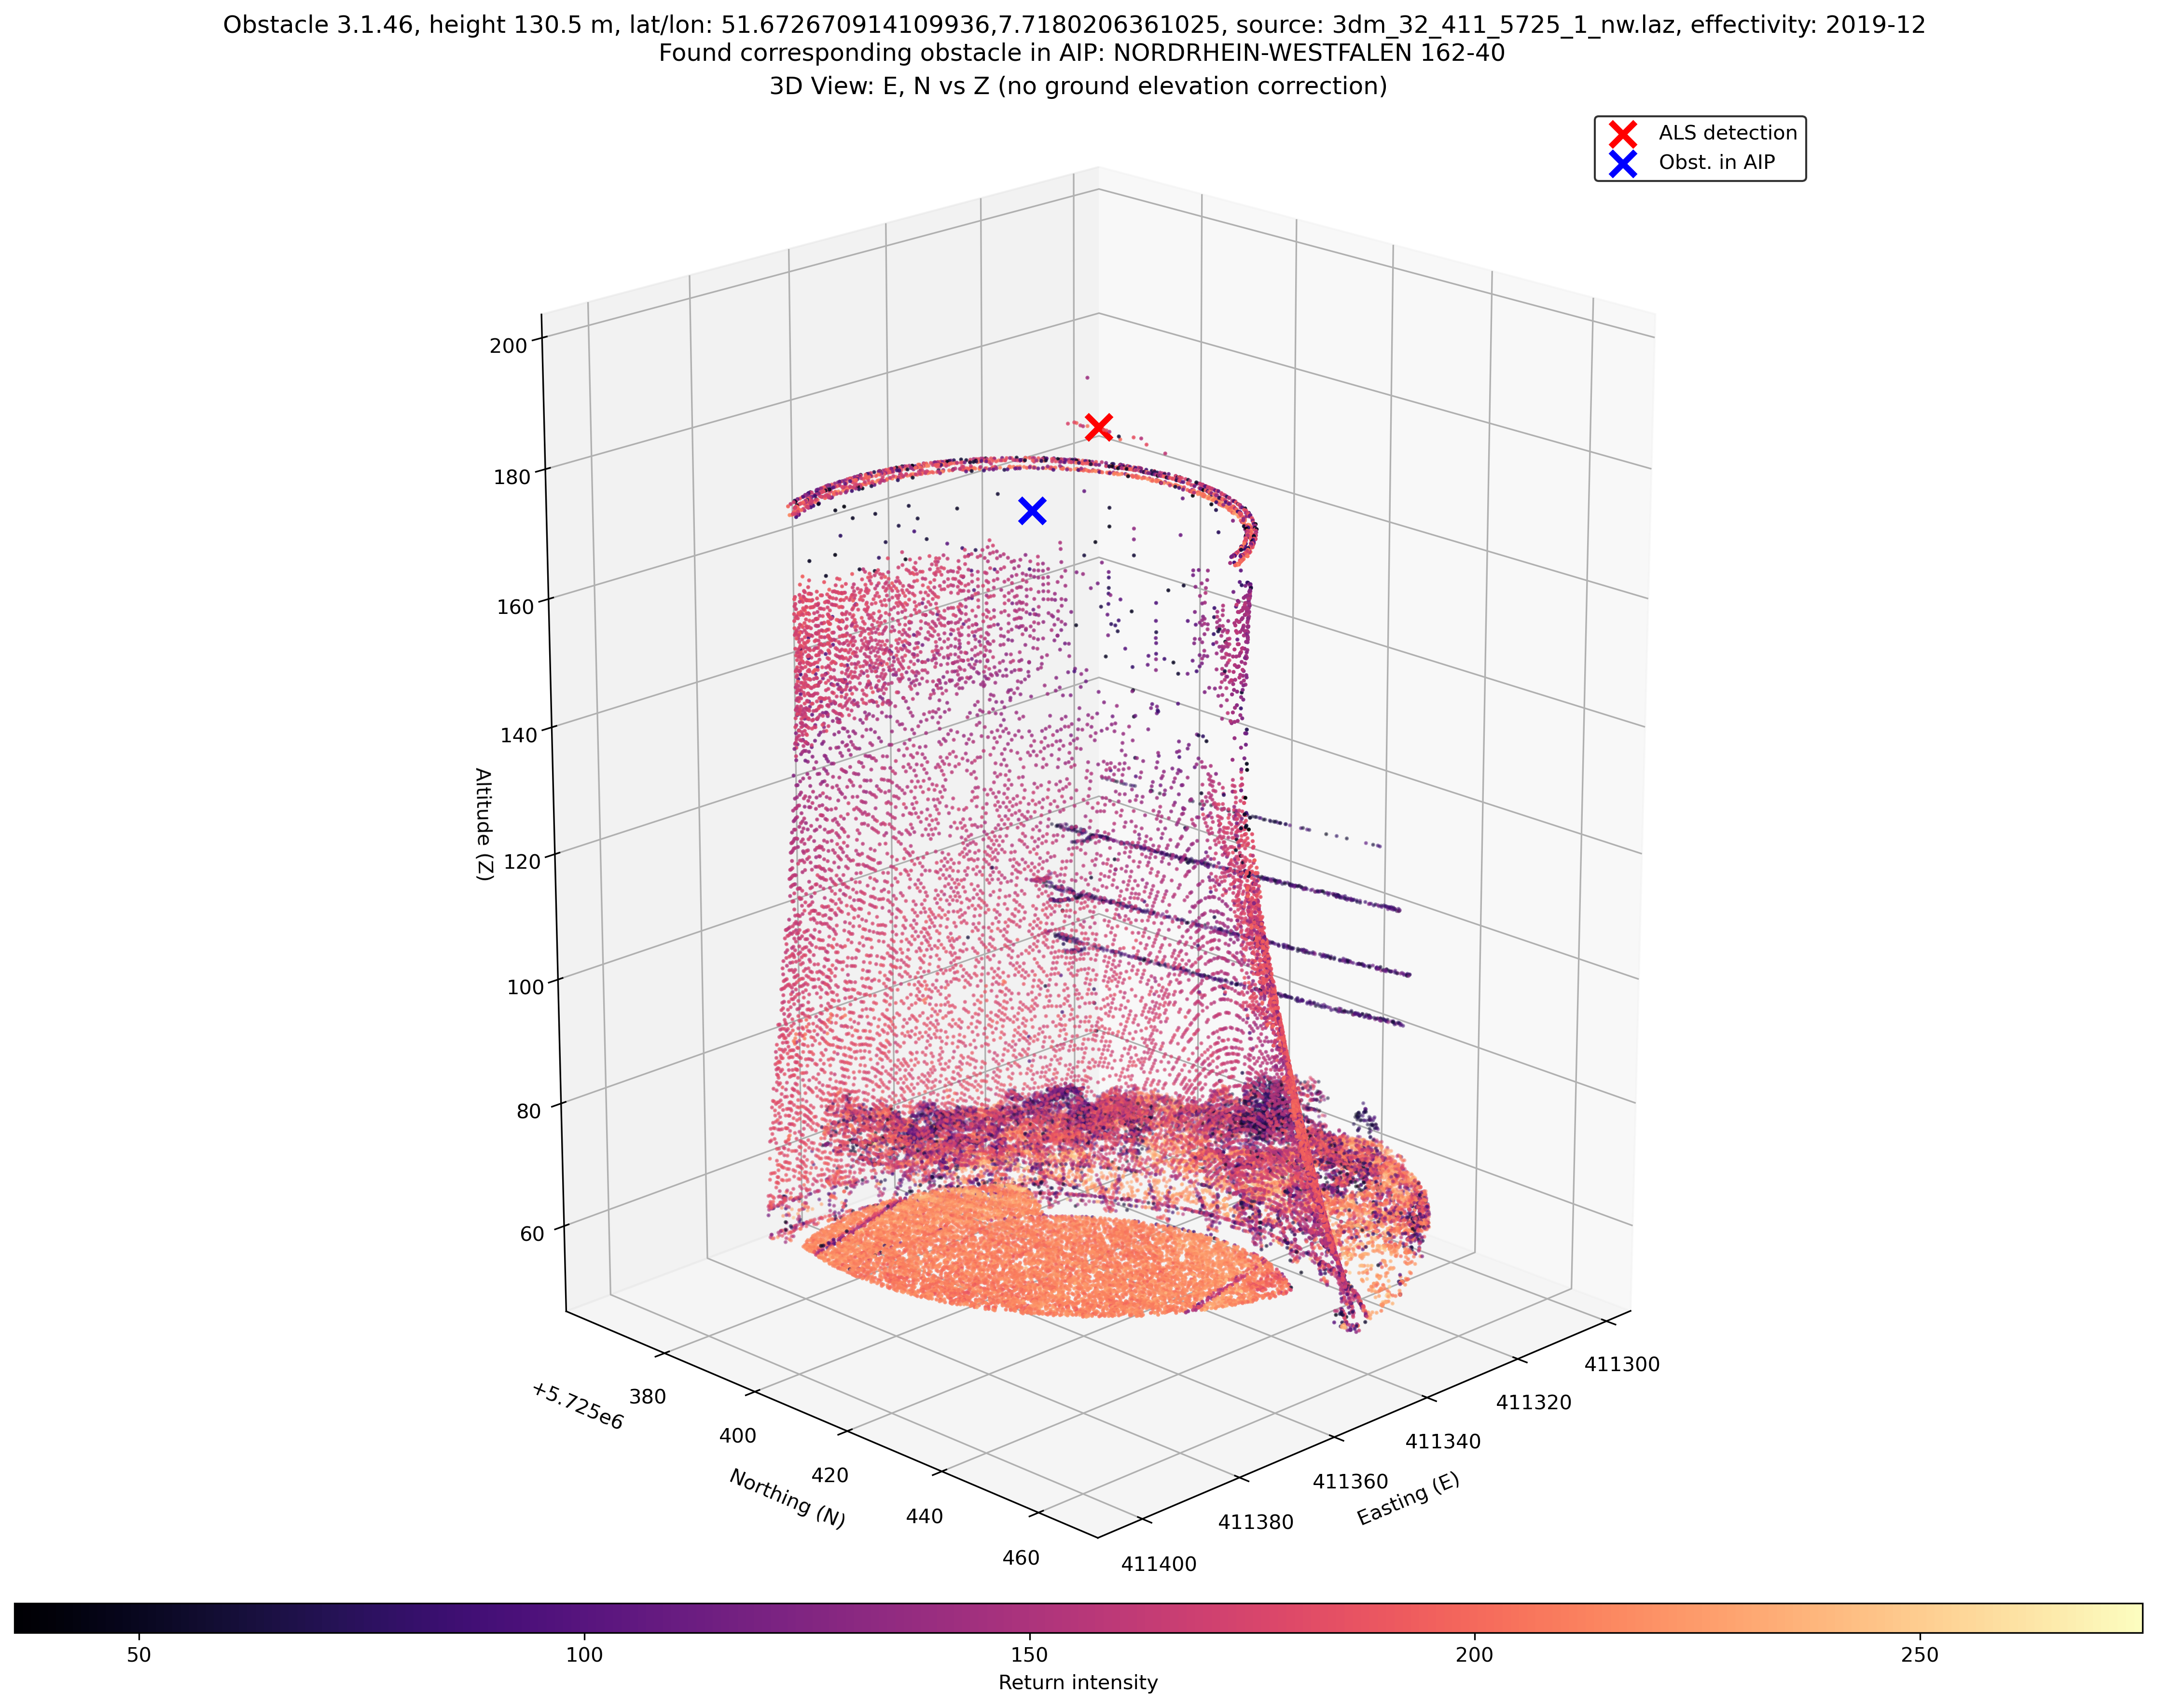 Obstacle 3.1.46, height 130.5 m, lat/lon: 51.672670914109936,7.7180206361025, source: 3dm_32_411_5725_1_nw.laz, effectivity: 2019-12
Found corresponding obstacle in AIP: NORDRHEIN-WESTFALEN 162-40
3D View: E, N vs Z (no ground elevation correction)
ALS detection
Obst. in AIP
200
180
160
140
120
100
80
60
Altitude (Z)
+5.725e6
380
400
420
440
460
Northing (N)
411300
411320
411340
411360
411380
411400
Easting (E)
50
100
150
200
250
Return intensity